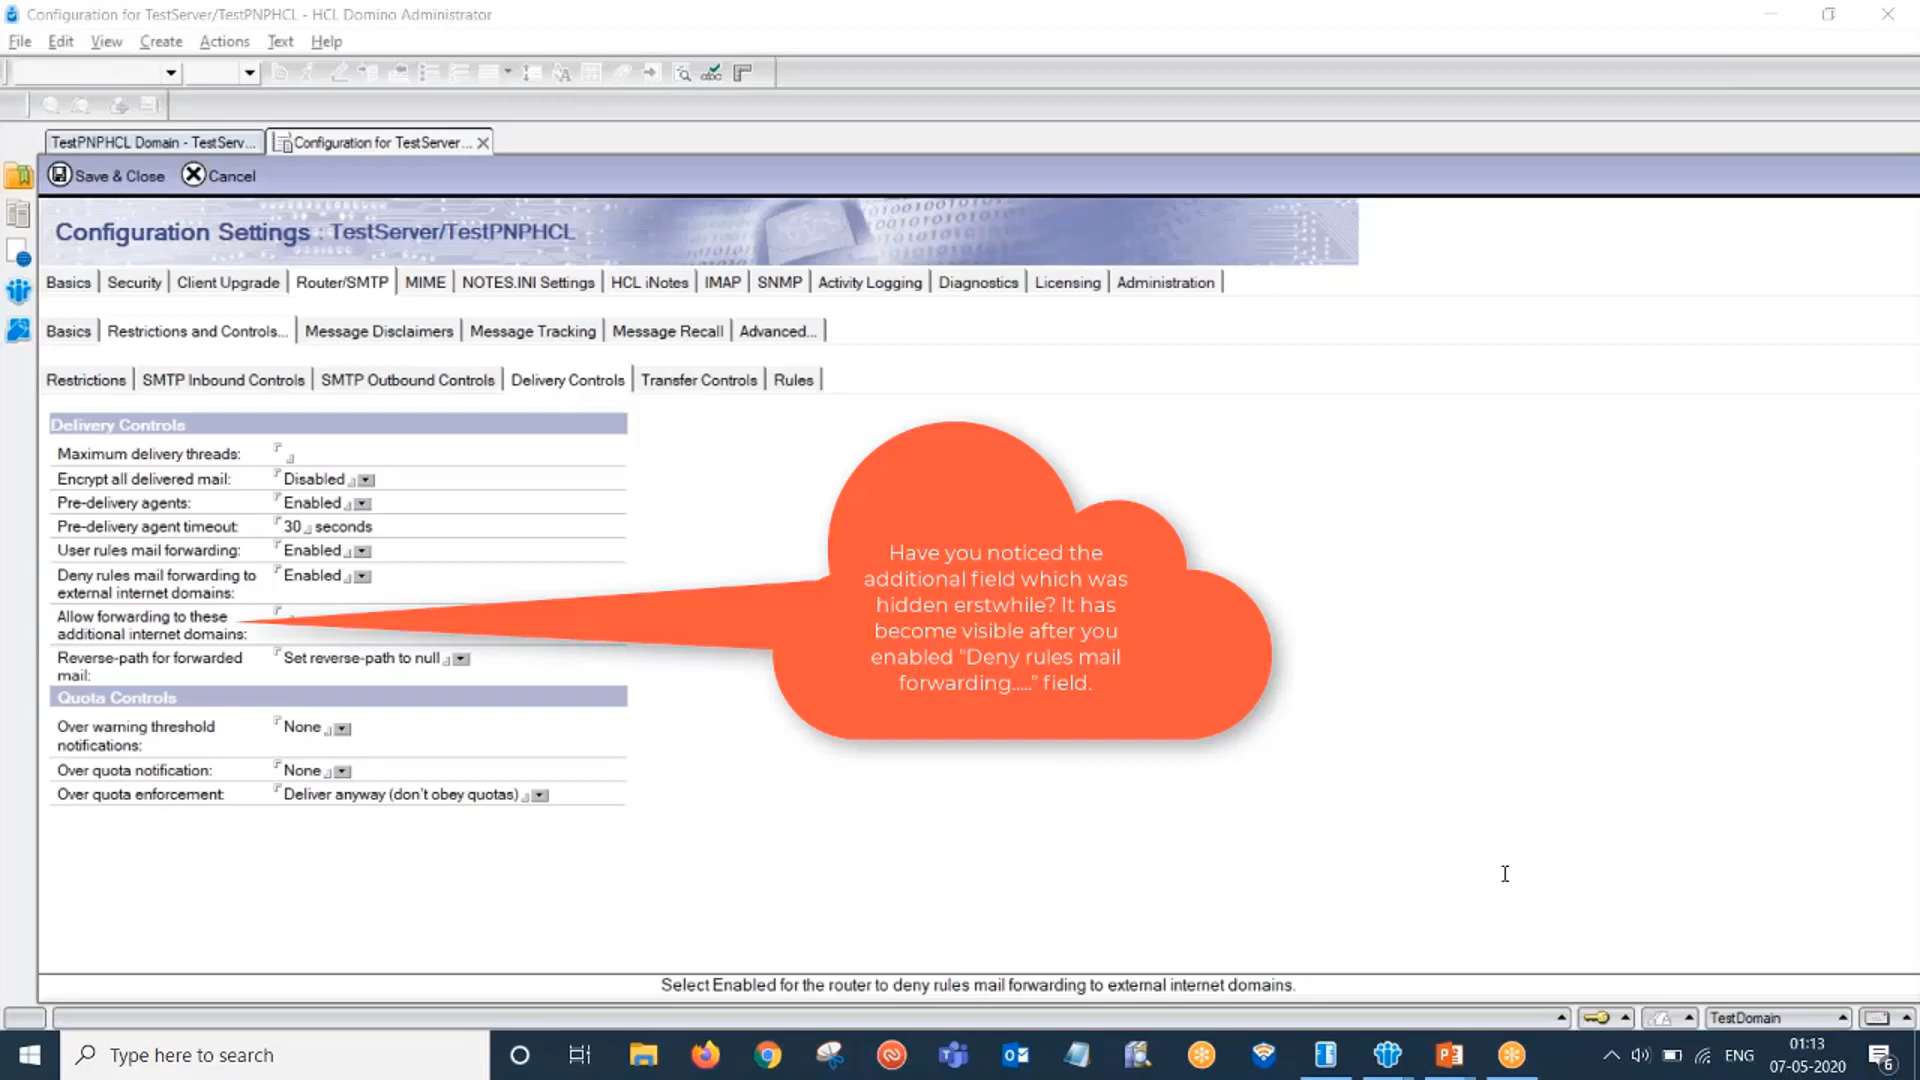 Configuration for TestServer/TestPNPHCL - HCL Domino Administrator
File Edit View Create Actions Text Help
TestPNPHCL Domain - TestServ... Configuration for TestServer...
Save & Close Cancel
Configuration Settings : TestServer/TestPNPHCL
Basics Security Client Upgrade Router/SMTP MIME NOTES.INI Settings HCL iNotes IMAP SNMP Activity Logging Diagnostics Licensing Administration
Basics Restrictions and Controls... Message Disclaimers Message Tracking Message Recall Advanced...
Restrictions SMTP Inbound Controls SMTP Outbound Controls Delivery Controls Transfer Controls Rules
Delivery Controls
Maximum delivery threads:
Encrypt all delivered mail: Disabled
Pre-delivery agents: Enabled
Pre-delivery agent timeout: 30 seconds
User rules mail forwarding: Enabled
Deny rules mail forwarding to Enabled
external internet domains:
Allow forwarding to these
additional internet domains:
Reverse-path for forwarded Set reverse-path to null
mail:
Quota Controls
Over warning threshold None
notifications:
Over quota notification: None
Over quota enforcement: Deliver anyway (don't obey quotas)
Have you noticed the
additional field which was
hidden erstwhile? It has
become visible after you
enabled "Deny rules mail
forwarding....." field.
Select Enabled for the router to deny rules mail forwarding to external internet domains.
TestDomain
Type here to search
ENG
01:13
07-05-2020
6